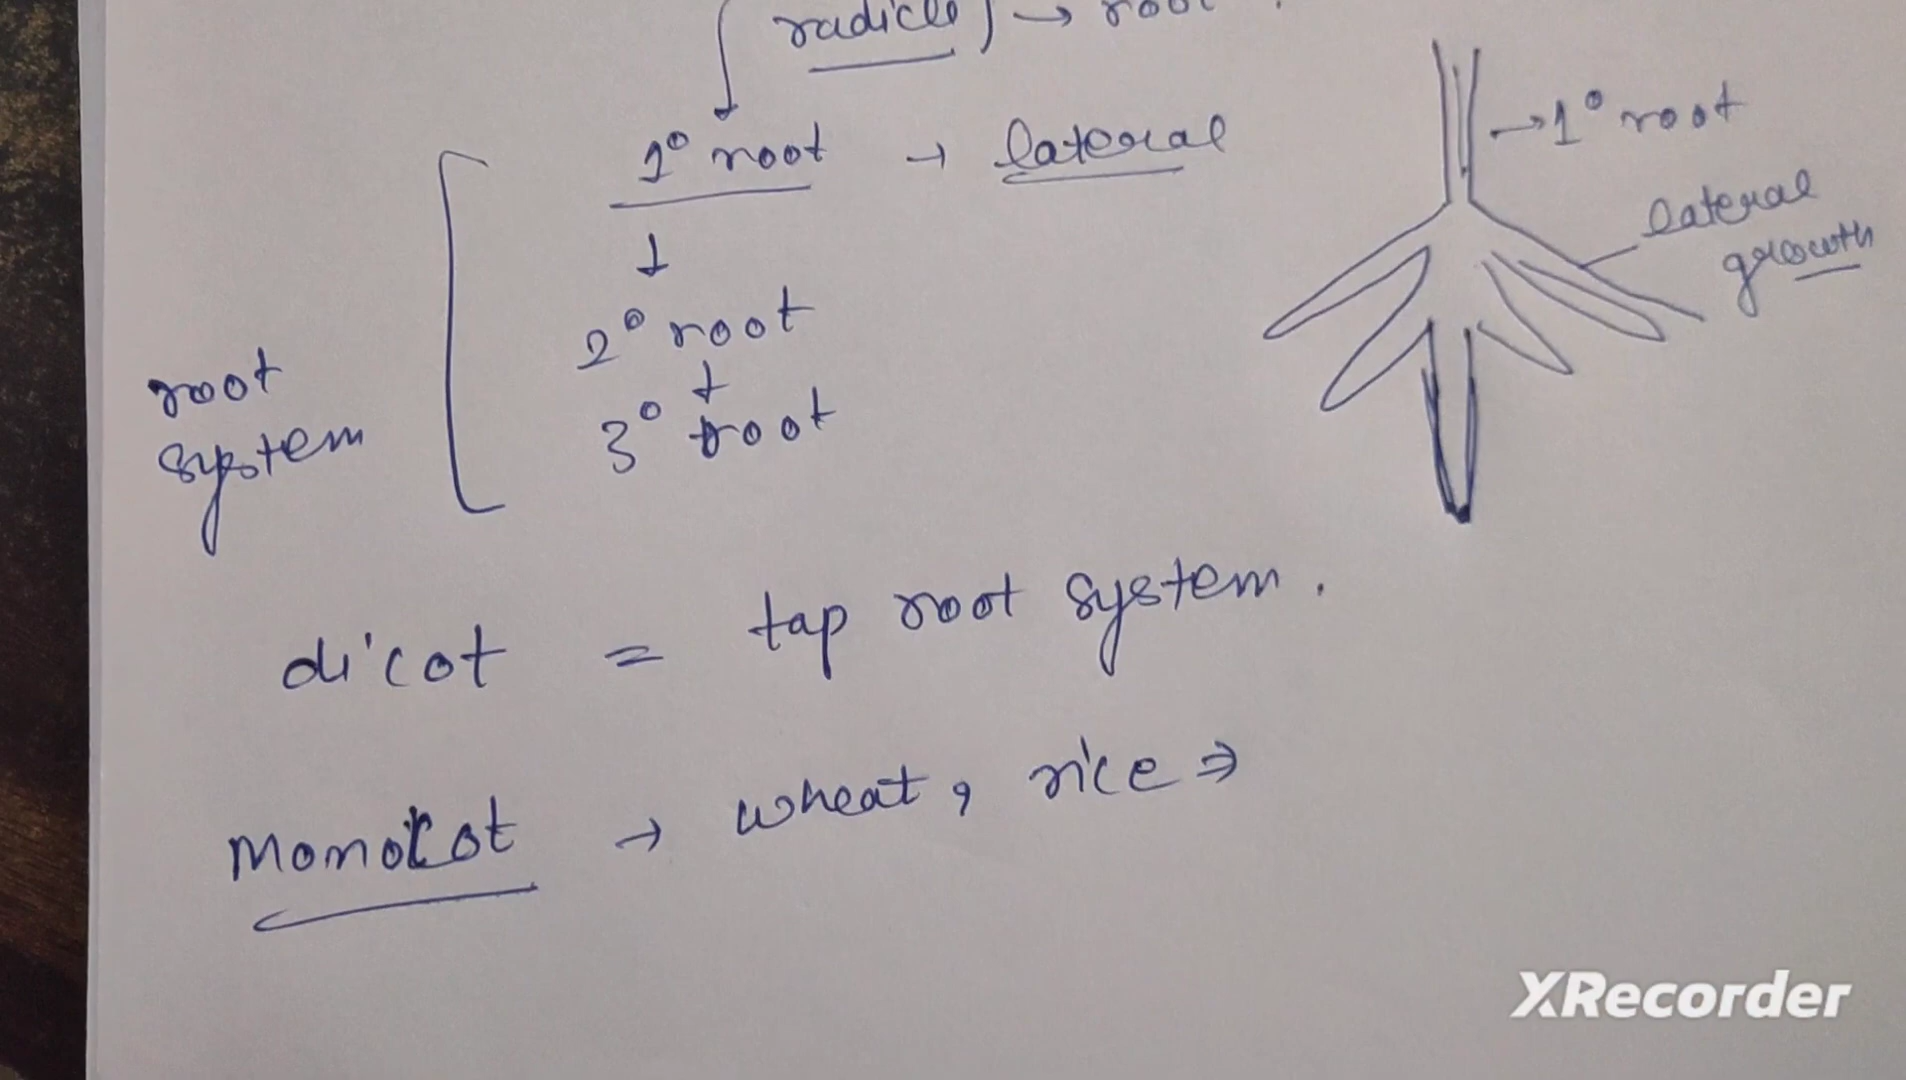 radicle) → root
1° root → lateral
↓
2° root
↓
3° root
root
system
→ 1° root
lateral
growth
dicot = tap root system.
Monocot → wheat, rice ⇒
XRecorder